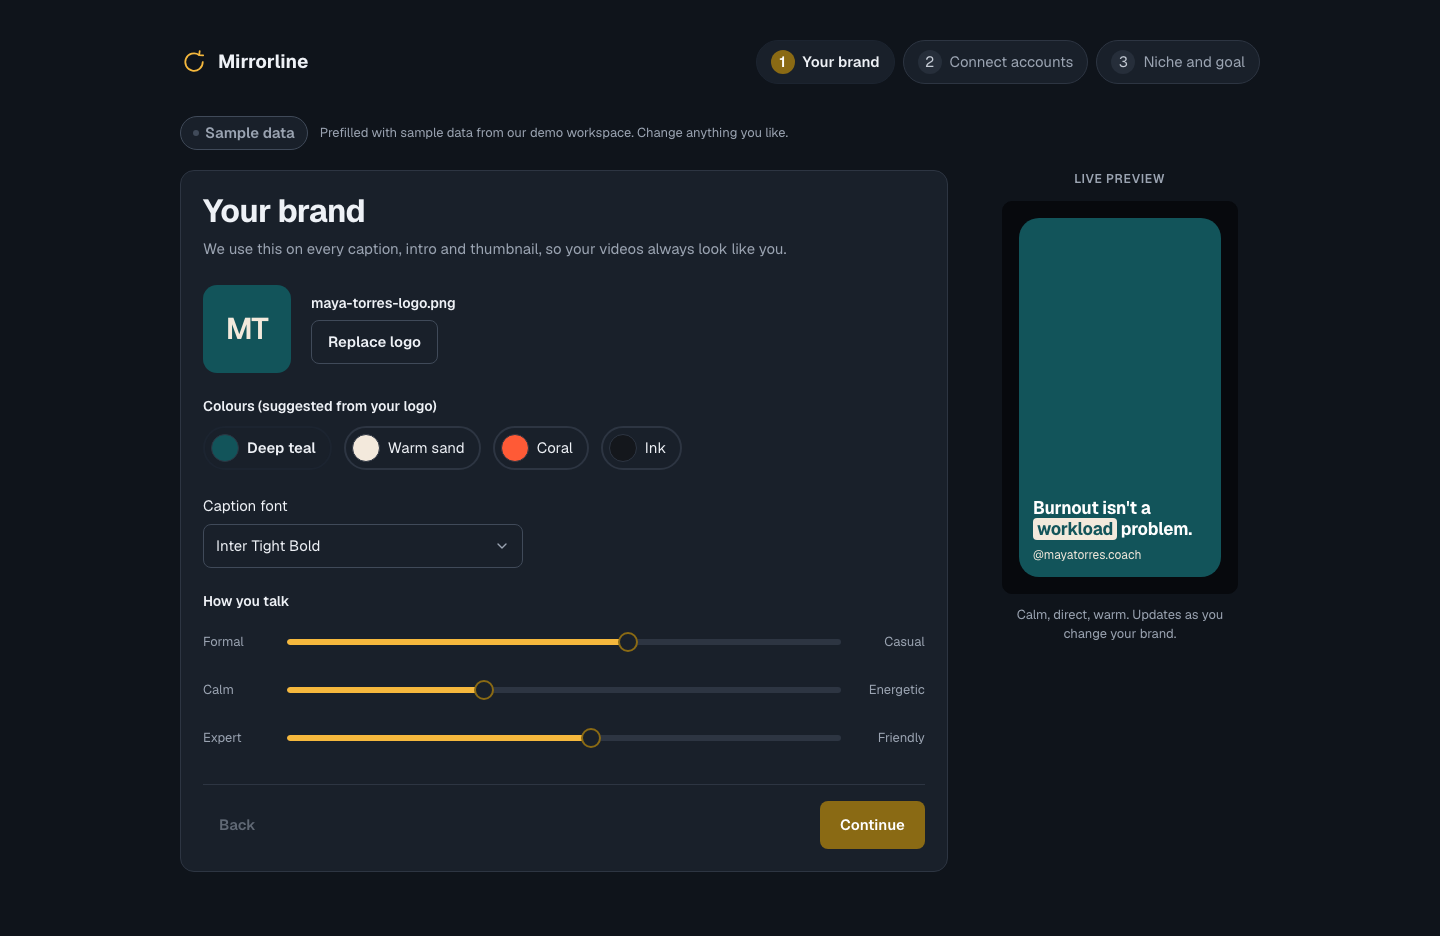 Mirrorline
1 Your brand
2 Connect accounts
3 Niche and goal
Sample data
Prefilled with sample data from our demo workspace. Change anything you like.
Your brand
We use this on every caption, intro and thumbnail, so your videos always look like you.
MT
maya-torres-logo.png
Replace logo
Colours (suggested from your logo)
Deep teal
Warm sand
Coral
Ink
Caption font
Inter Tight Bold
How you talk
Formal
Casual
Calm
Energetic
Expert
Friendly
Back
Continue
LIVE PREVIEW
Burnout isn't a
workload problem.
@mayatorres.coach
Calm, direct, warm. Updates as you
change your brand.